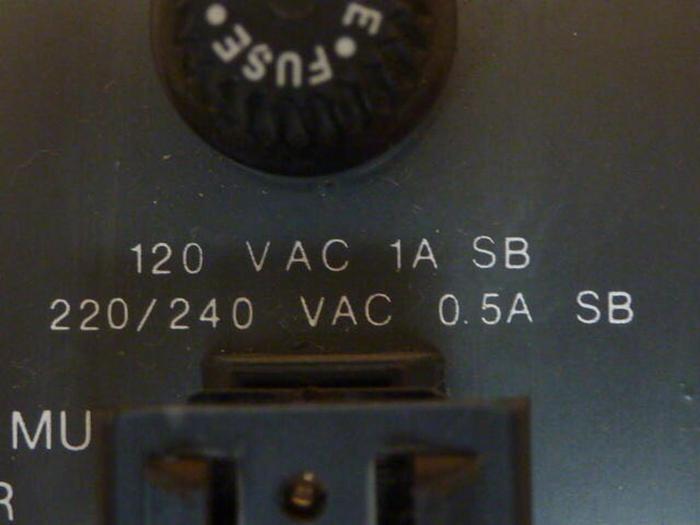 FUSE
E
120 VAC 1A SB
220/240 VAC 0.5A SB
MU
R